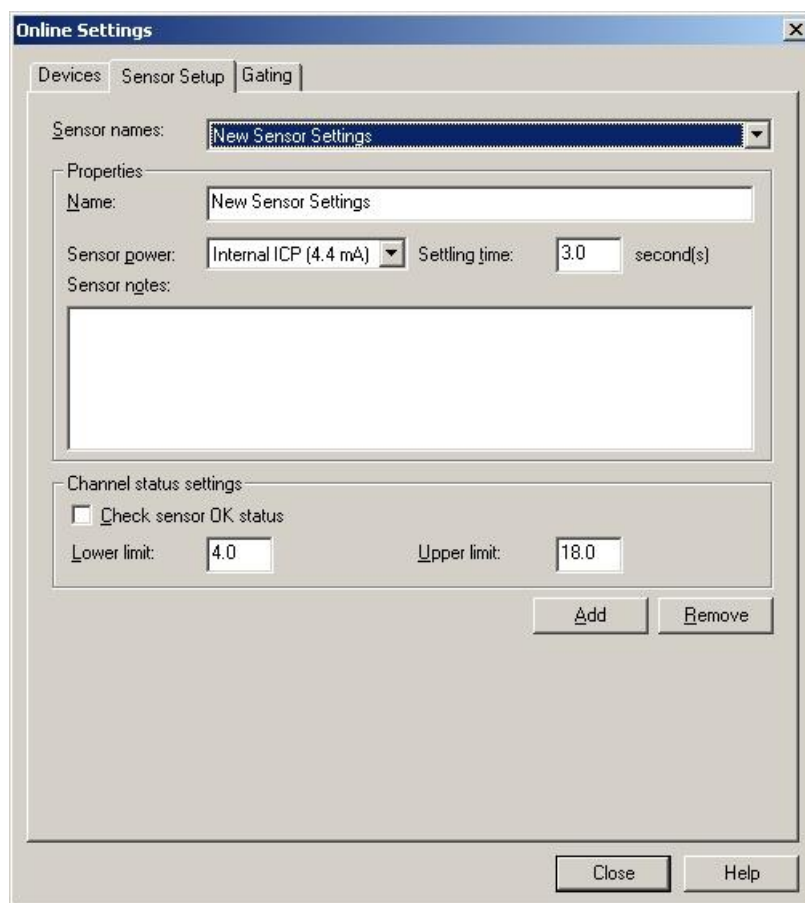 Online Settings
Devices Sensor Setup Gating
Sensor names: New Sensor Settings
Properties
Name: New Sensor Settings
Sensor power: Internal ICP (4.4 mA) Settling time: 3.0 second(s)
Sensor notes:
Channel status settings
Check sensor OK status
Lower limit: 4.0 Upper limit: 18.0
Add Remove
Close Help